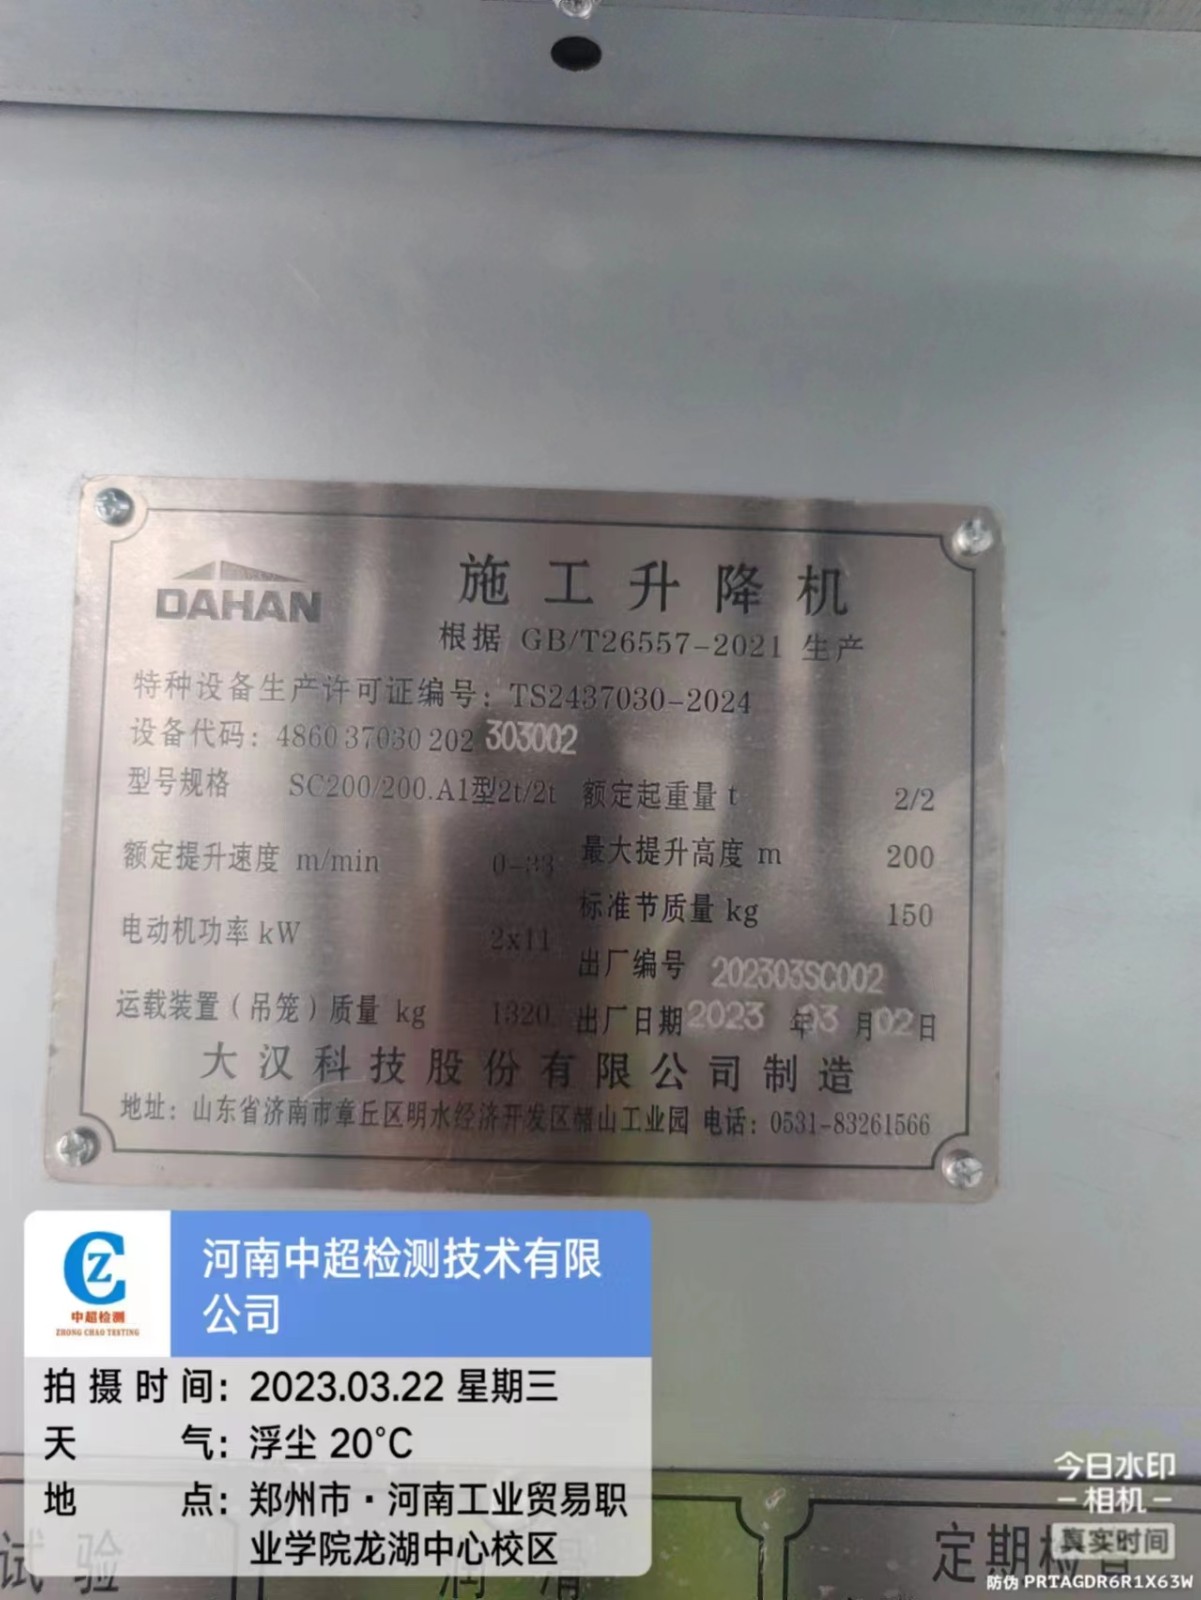 DAHAN
施工升降机
根据 GB/T26557-2021 生产
特种设备生产许可证编号：TS2437030-2024
设备代码：4860 37030 202 303002
型号规格 SC200/200.A1型2t/2t 额定起重量 t 2/2
额定提升速度 m/min 0-33 最大提升高度 m 200
标准节质量 kg 150
电动机功率 kW 2x11
出厂编号 202303SC002
运载装置（吊笼）质量 kg 1320 出厂日期 2023 年 03 月 02 日
大汉科技股份有限公司制造
地址：山东省济南市章丘区明水经济开发区赭山工业园 电话：0531-83261566
CZ
中超检测
ZHONG CHAO TESTING
河南中超检测技术有限
公司
拍摄时间：2023.03.22 星期三
天气：浮尘 20°C
地点：郑州市·河南工业贸易职
业学院龙湖中心校区
今日水印
-相机-
真实时间
防伪 PRTAGDR6R1X63W
试验
润滑
定期检查